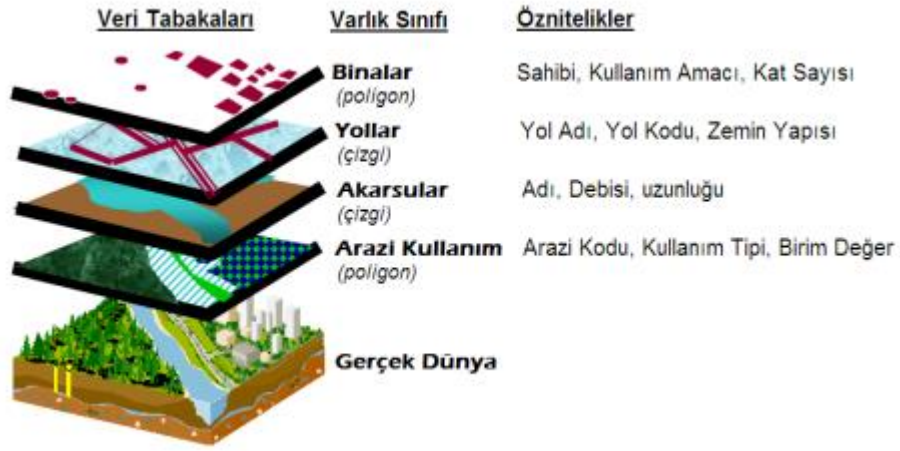 Veri Tabakaları Varlık Sınıfı Öznitelikler
Binalar Sahibi, Kullanım Amacı, Kat Sayısı
(poligon)
Yollar Yol Adı, Yol Kodu, Zemin Yapısı
(çizgi)
Akarsular Adı, Debisi, uzunluğu
(çizgi)
Arazi Kullanım Arazi Kodu, Kullanım Tipi, Birim Değer
(poligon)
Gerçek Dünya